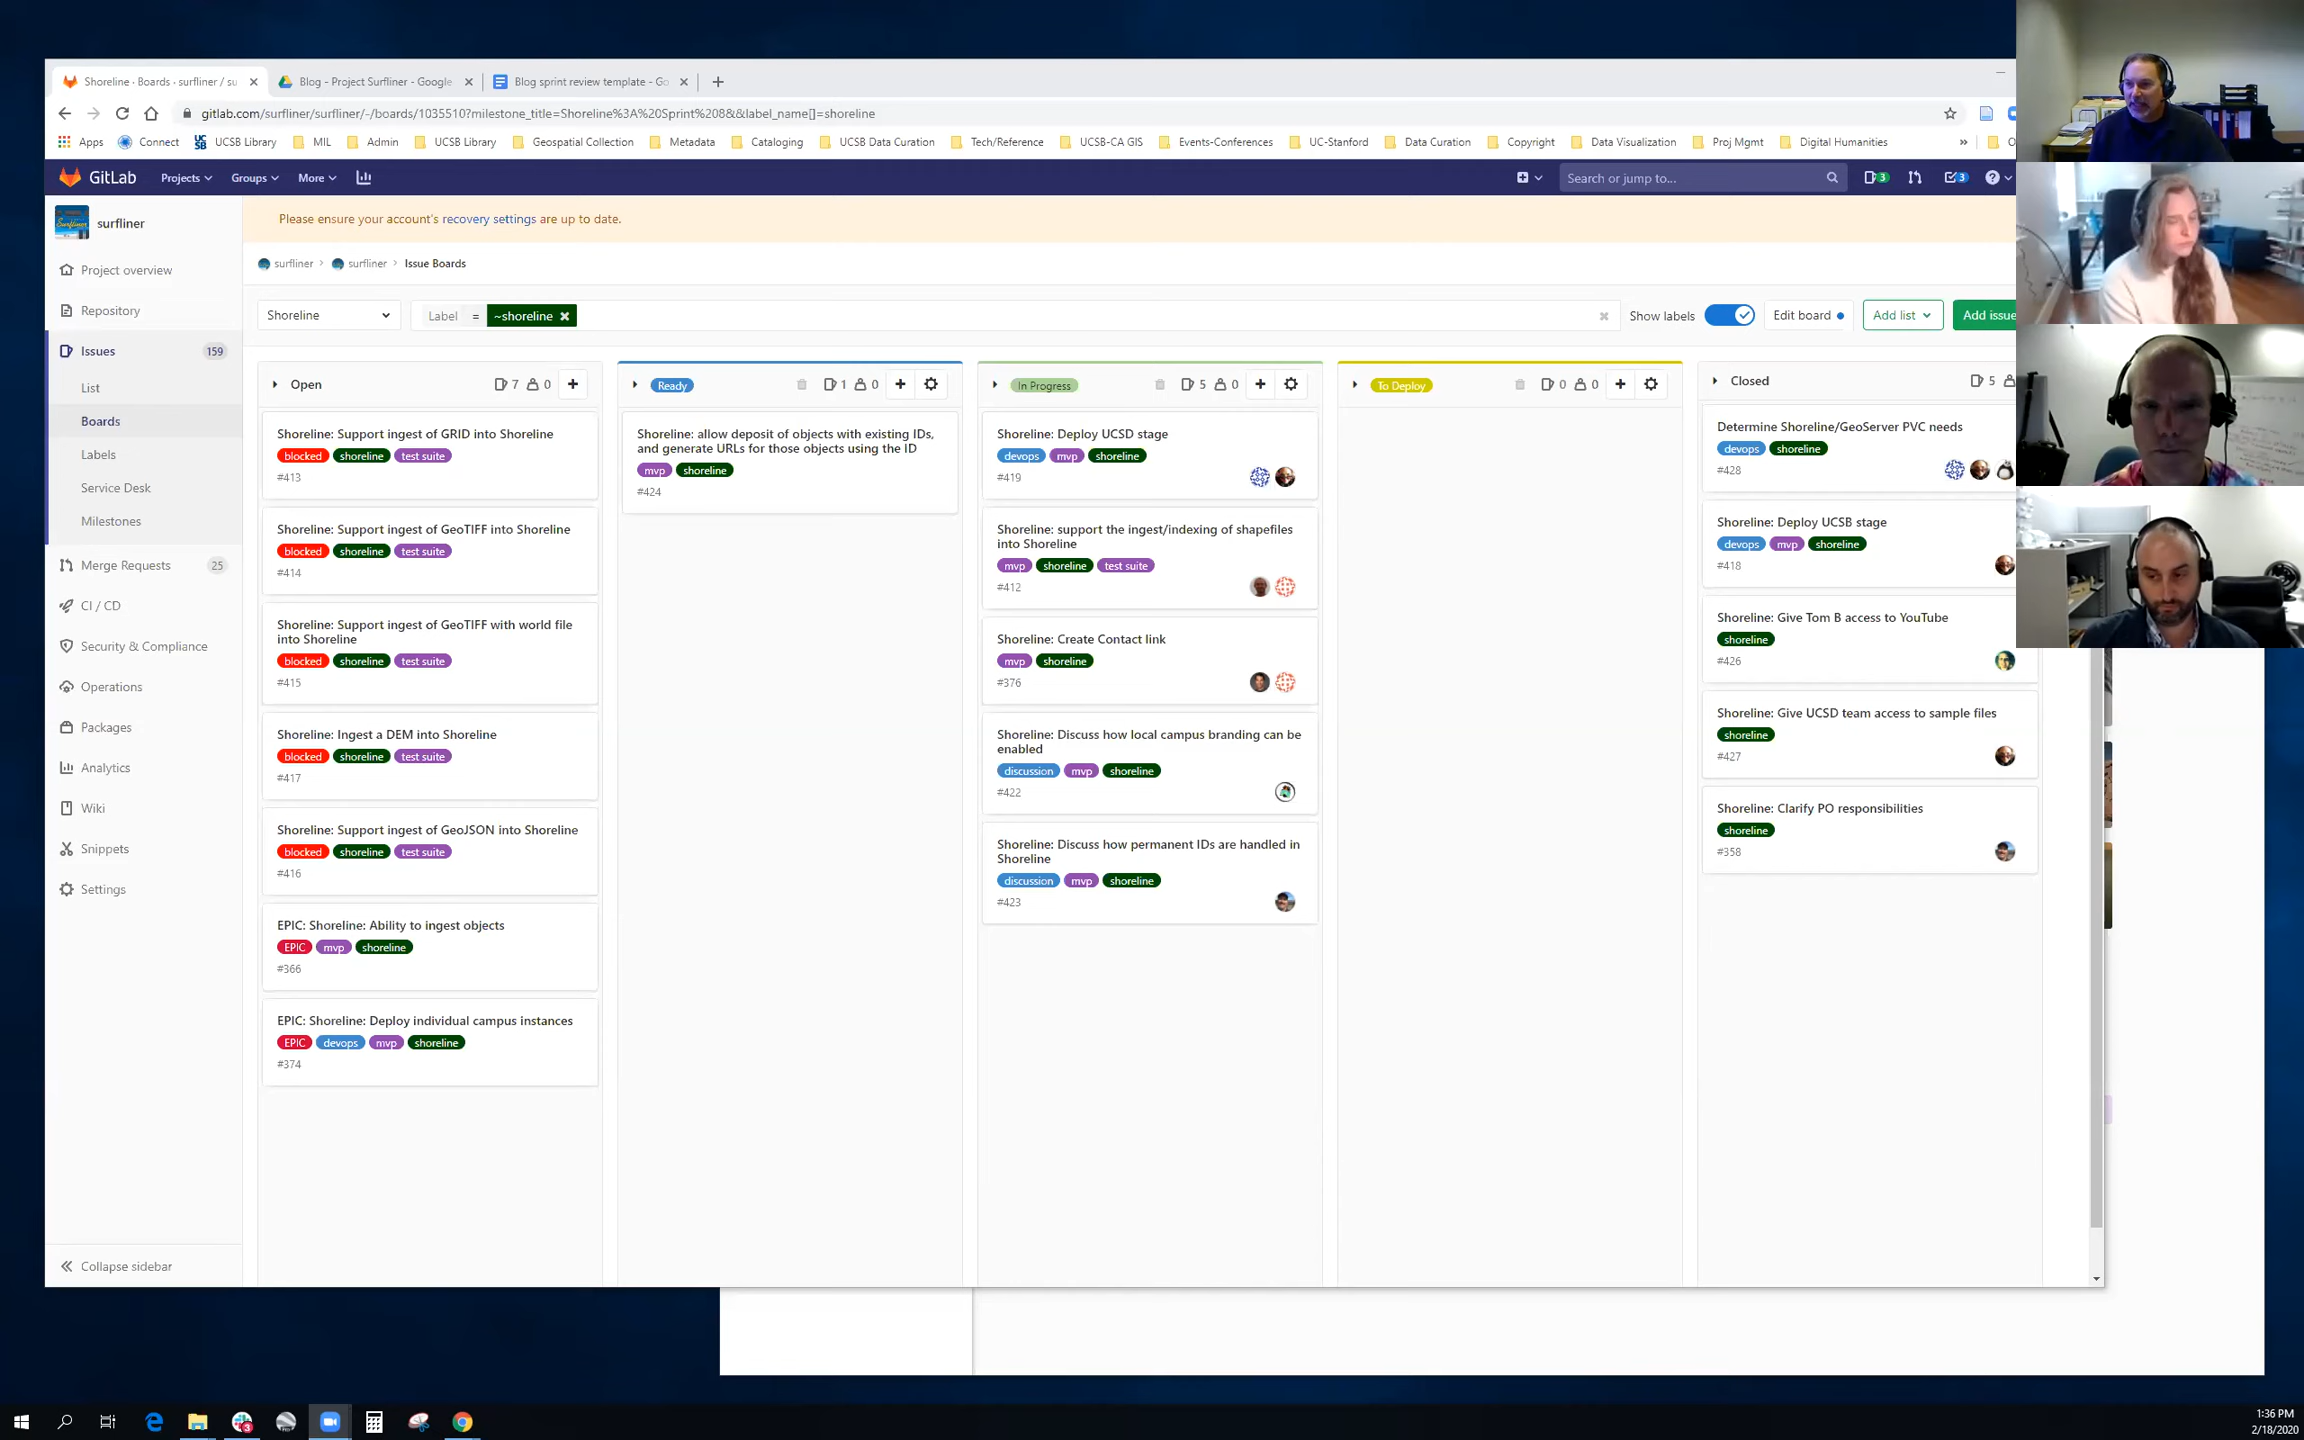 Shoreline · Boards · surfliner / su
Blog - Project Surfliner - Google
Blog sprint review template - Go
gitlab.com/surfliner/surfliner/-/boards/1035510?milestone_title=Shoreline%3A%20Sprint%208&&label_name[]=shoreline
Apps Connect UCSB Library MIL Admin UCSB Library Geospatial Collection Metadata Cataloging UCSB Data Curation Tech/Reference UCSB-CA GIS Events-Conferences UC-Stanford Data Curation Copyright Data Visualization Proj Mgmt Digital Humanities » O
GitLab Projects Groups More Search or jump to... 3 3
surfliner
Please ensure your account's recovery settings are up to date.
surfliner > surfliner > Issue Boards
Shoreline Label = ~shoreline Show labels Edit board Add list Add issue
Project overview
Repository
Issues 159
List
Boards
Labels
Service Desk
Milestones
Merge Requests 25
CI / CD
Security & Compliance
Operations
Packages
Analytics
Wiki
Snippets
Settings
Collapse sidebar
Open 7 0
Shoreline: Support ingest of GRID into Shoreline
blocked shoreline test suite
#413
Shoreline: Support ingest of GeoTIFF into Shoreline
blocked shoreline test suite
#414
Shoreline: Support ingest of GeoTIFF with world file
into Shoreline
blocked shoreline test suite
#415
Shoreline: Ingest a DEM into Shoreline
blocked shoreline test suite
#417
Shoreline: Support ingest of GeoJSON into Shoreline
blocked shoreline test suite
#416
EPIC: Shoreline: Ability to ingest objects
EPIC mvp shoreline
#366
EPIC: Shoreline: Deploy individual campus instances
EPIC devops mvp shoreline
#374
Ready 1 0
Shoreline: allow deposit of objects with existing IDs,
and generate URLs for those objects using the ID
mvp shoreline
#424
In Progress 5 0
Shoreline: Deploy UCSD stage
devops mvp shoreline
#419
Shoreline: support the ingest/indexing of shapefiles
into Shoreline
mvp shoreline test suite
#412
Shoreline: Create Contact link
mvp shoreline
#376
Shoreline: Discuss how local campus branding can be
enabled
discussion mvp shoreline
#422
Shoreline: Discuss how permanent IDs are handled in
Shoreline
discussion mvp shoreline
#423
To Deploy 0 0
Closed 5
Determine Shoreline/GeoServer PVC needs
devops shoreline
#428
Shoreline: Deploy UCSB stage
devops mvp shoreline
#418
Shoreline: Give Tom B access to YouTube
shoreline
#426
Shoreline: Give UCSD team access to sample files
shoreline
#427
Shoreline: Clarify PO responsibilities
shoreline
#358
1:36 PM
2/18/2020